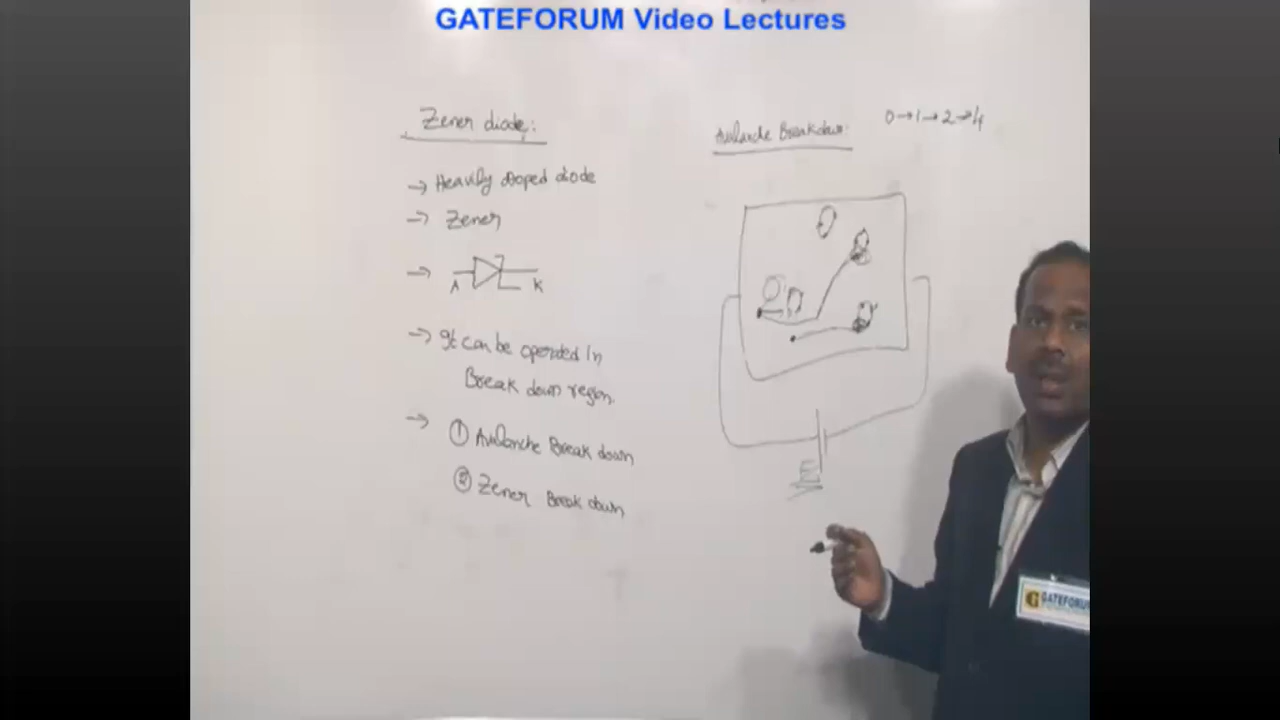 GATEFORUM Video Lectures
Zener diode:
→ Heavily doped diode
→ Zener
→ A K
→ It can be operated in
Break down region.
→ ① Avalanche Break down
② Zener Break down
Avalanche Breakdown:
0→1→2→4
E
GATEFORU